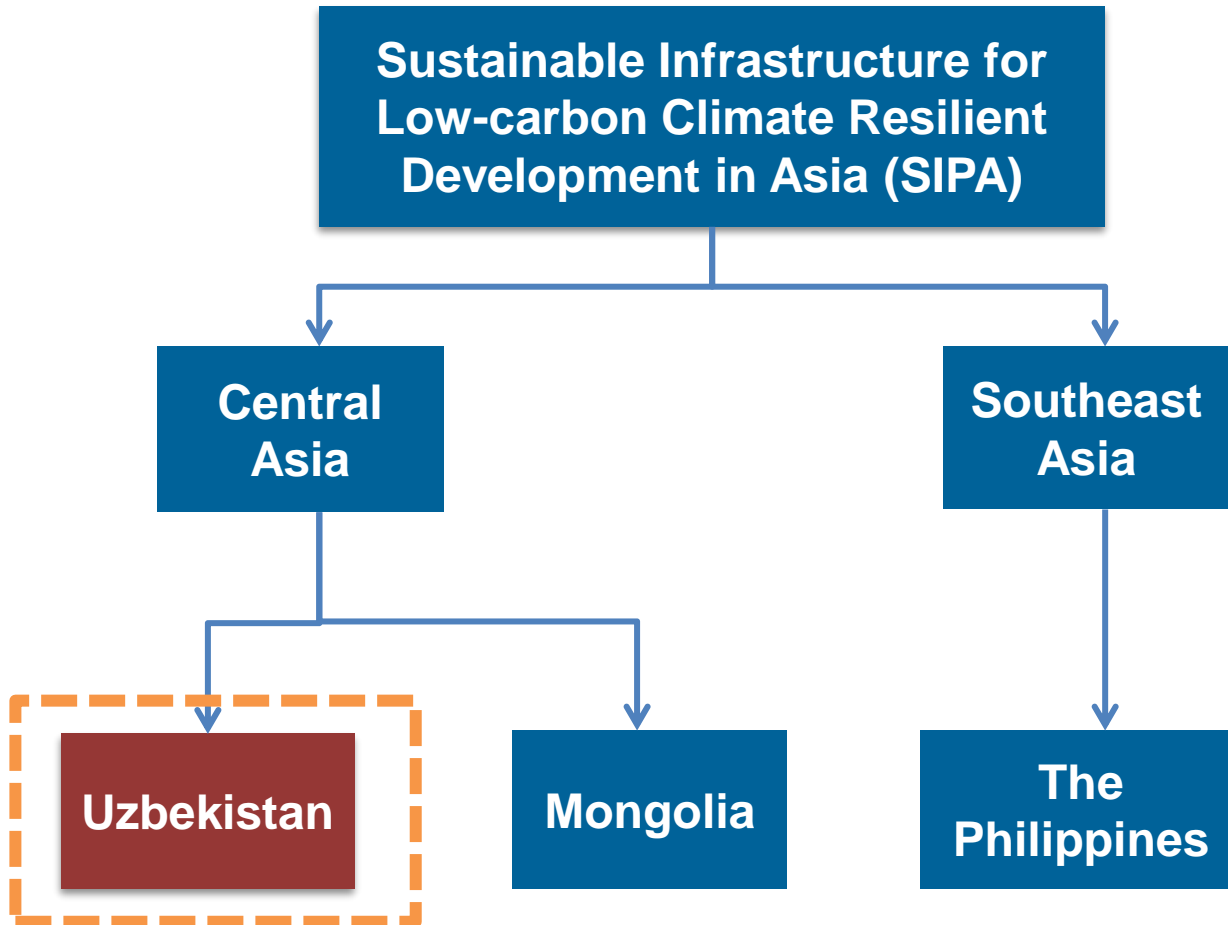 Sustainable Infrastructure for
Low-carbon Climate Resilient
Development in Asia (SIPA)
Central
Asia
Southeast
Asia
Uzbekistan
Mongolia
The
Philippines